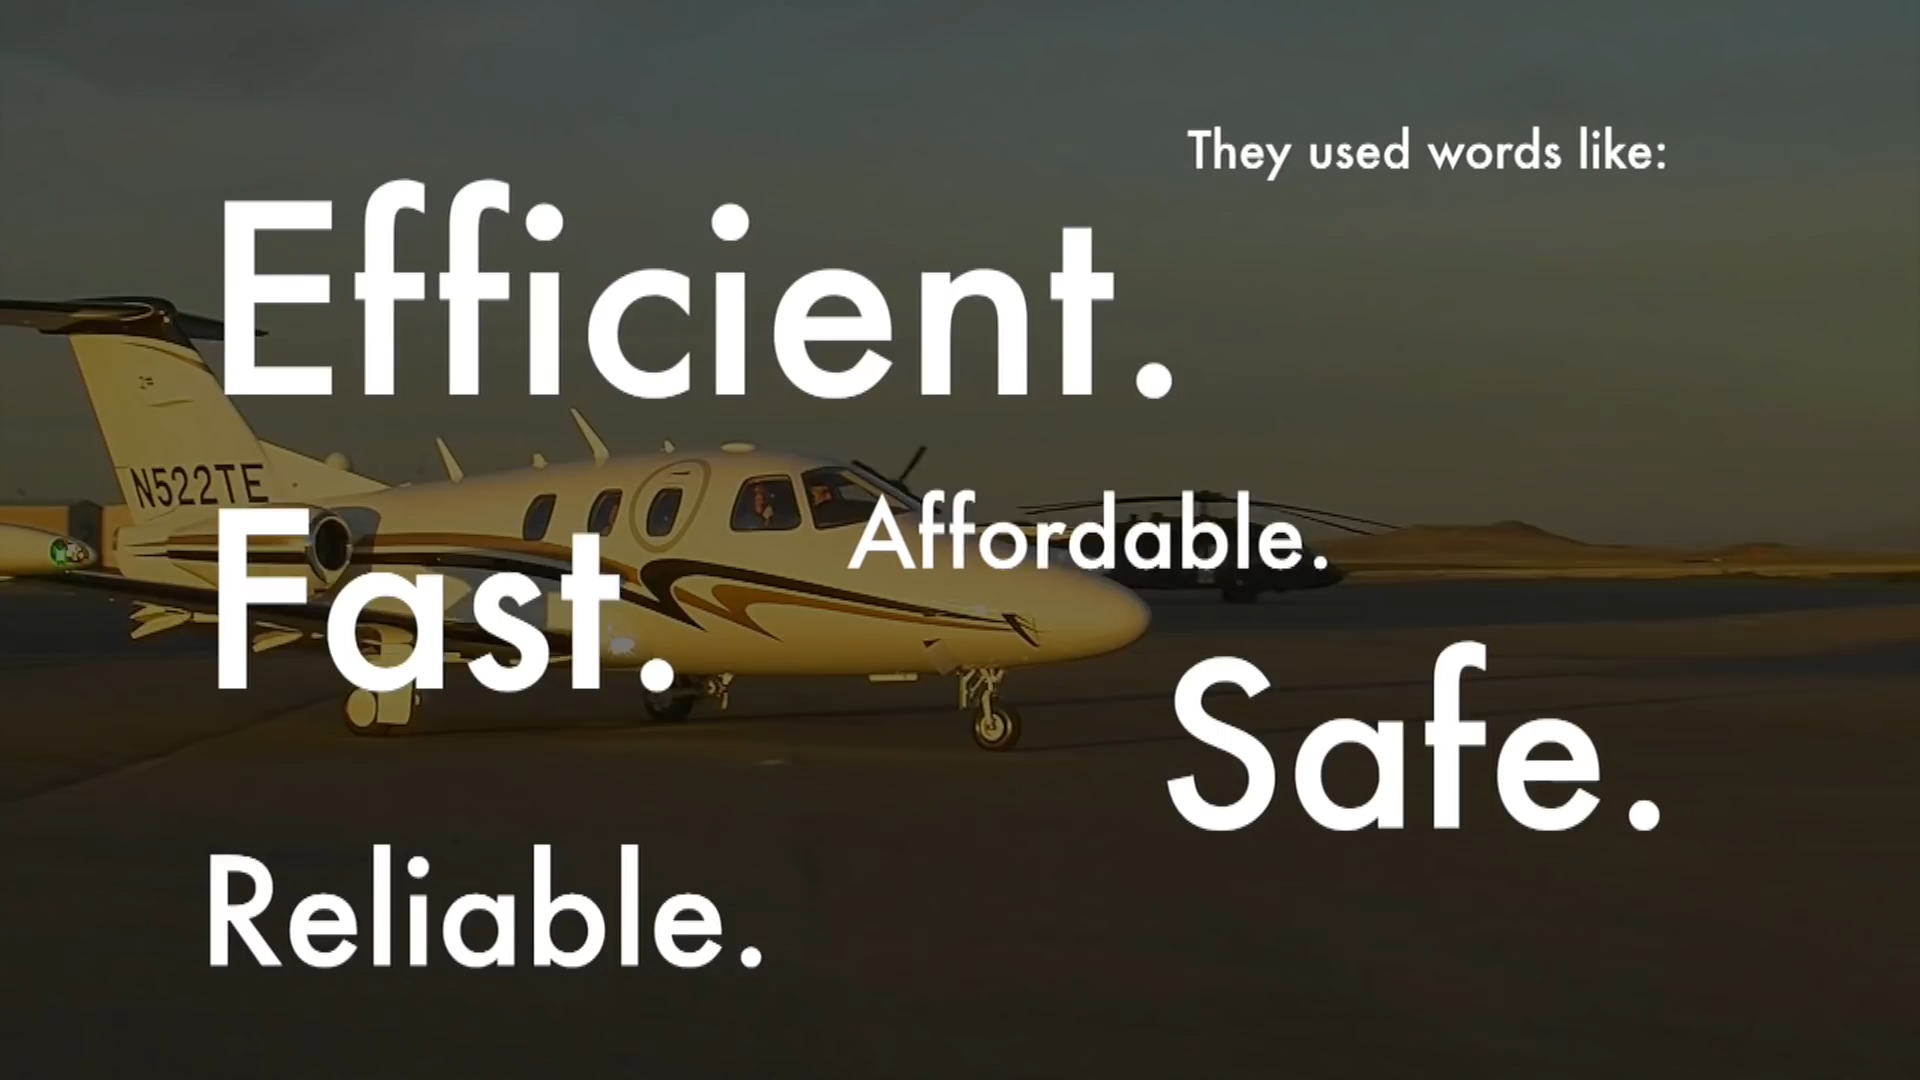 They used words like:
Efficient.
N522TE
Fast.
Affordable.
Safe.
Reliable.